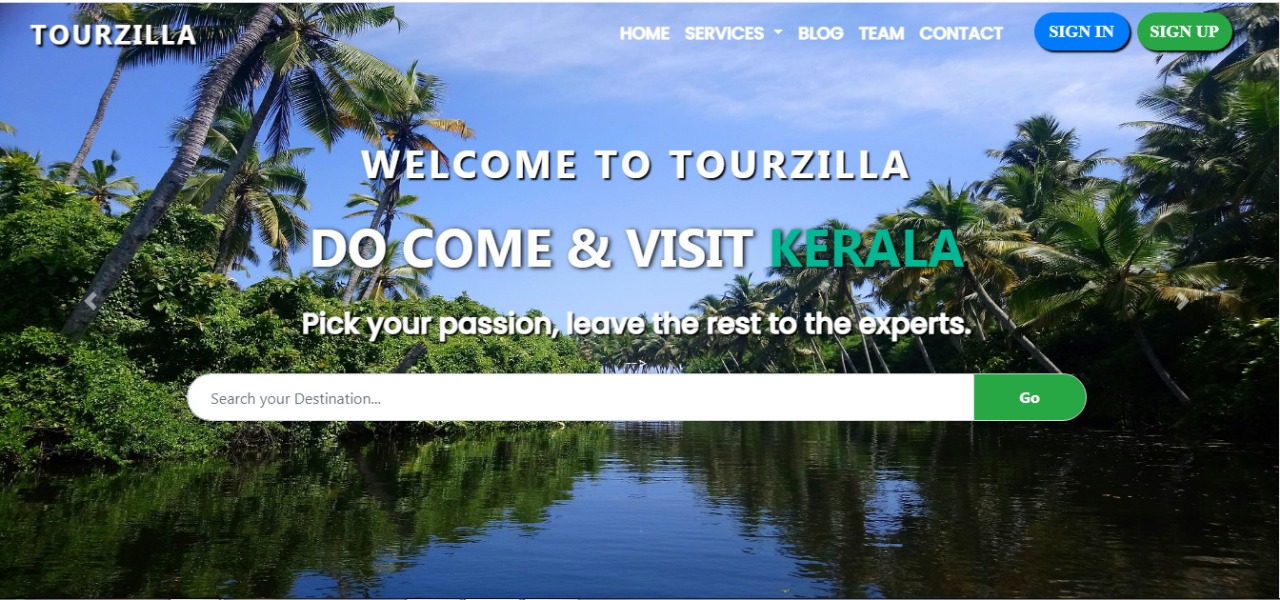 TOURZILLA
HOME SERVICES BLOG TEAM CONTACT SIGN IN SIGN UP
WELCOME TO TOURZILLA
DO COME & VISIT KERALA
Pick your passion, leave the rest to the experts.
-->
Search your Destination... Go